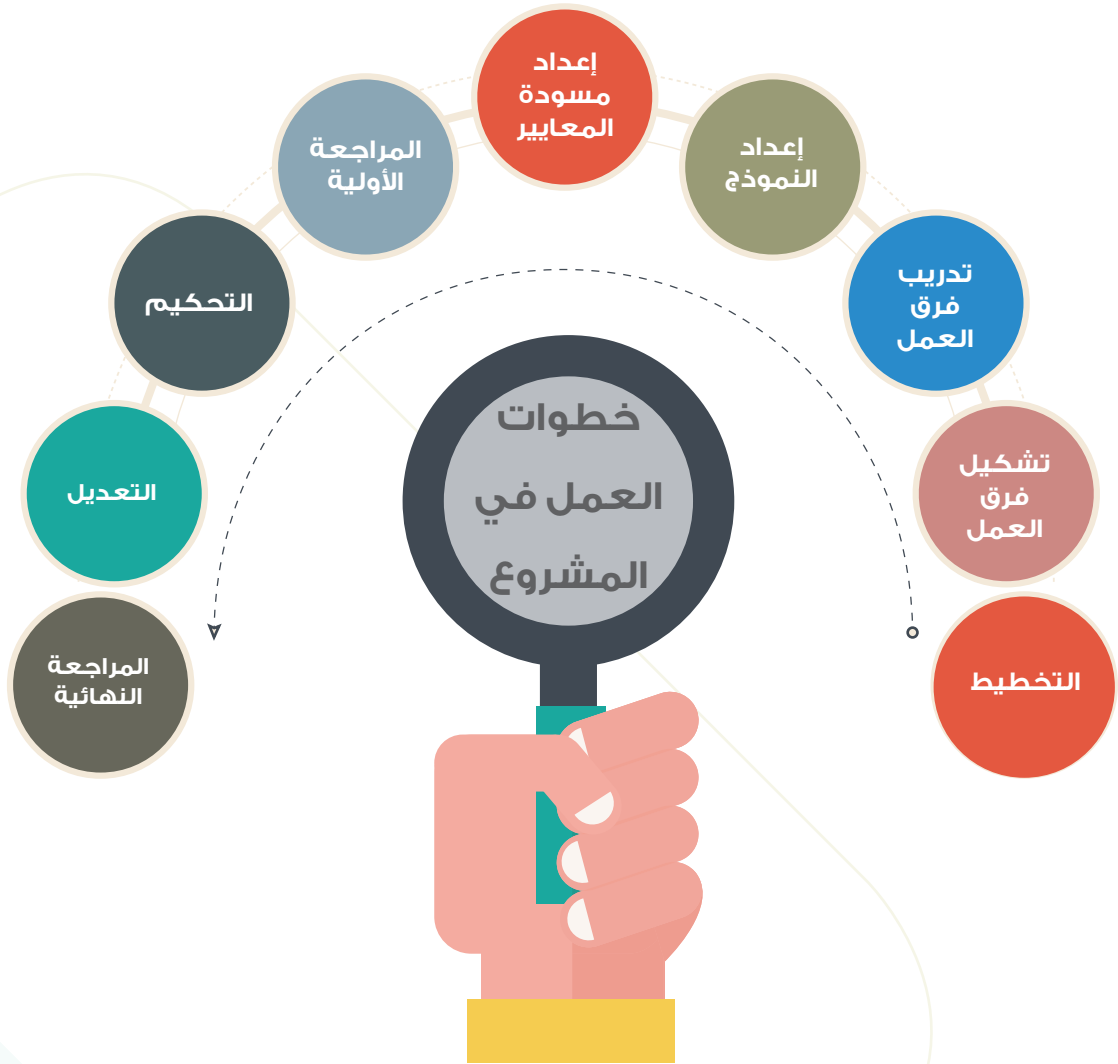 خطوات
العمل في
المشروع
التخطيط
تشكيل
فرق
العمل
تدريب
فرق
العمل
إعداد
النموذج
إعداد
مسودة
المعايير
المراجعة
الأولية
التحكيم
التعديل
المراجعة
النهائية